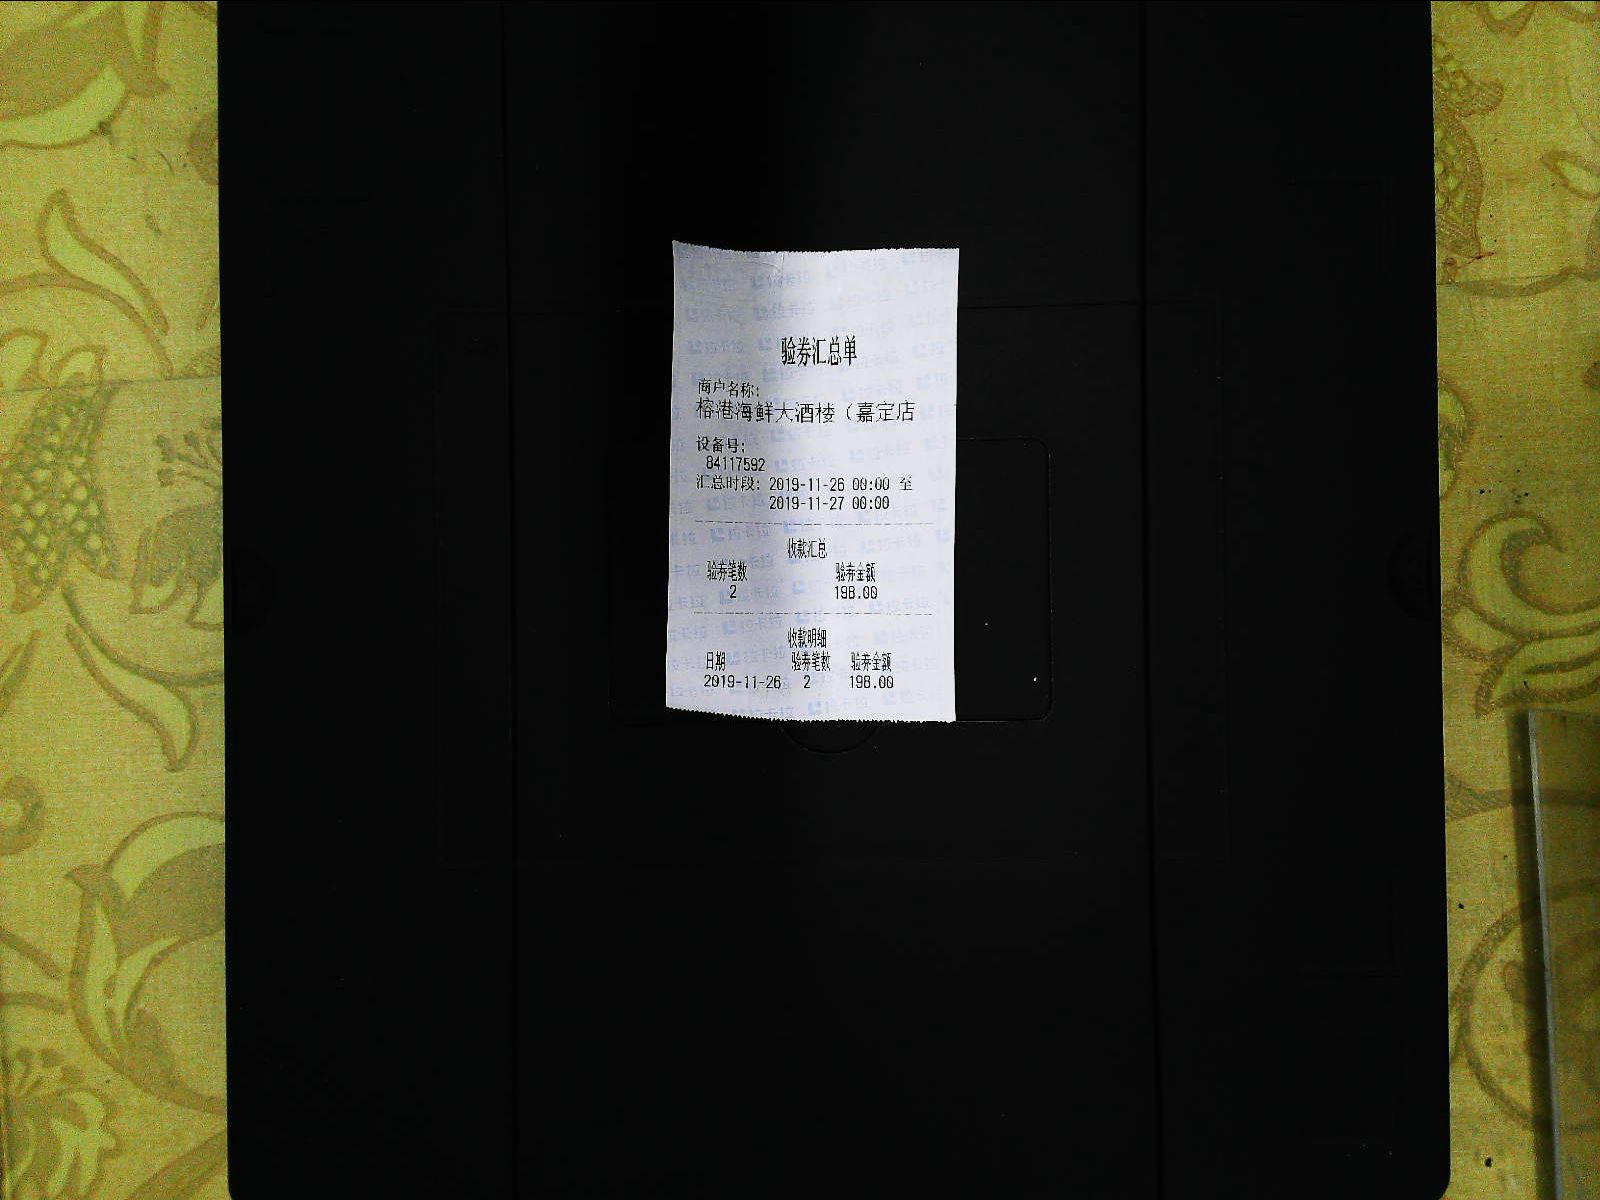 验券汇总单
商户名称:
榕港海鲜大酒楼（嘉定店
设备号:
84117592
汇总时段: 2019-11-26 00:00 至
2019-11-27 00:00
收款汇总
验券笔数 验券金额
2 198.00
收款明细
日期 验券笔数 验券金额
2019-11-26 2 198.00